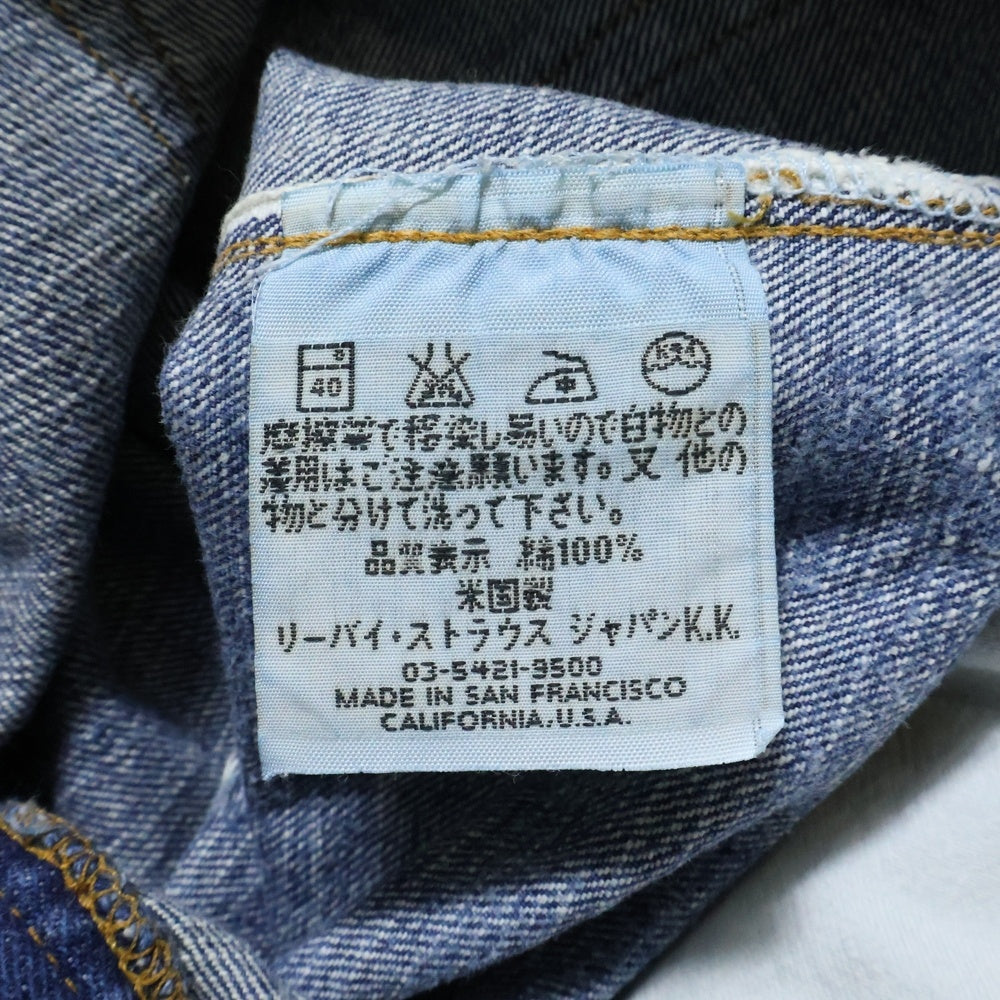 40
摩擦等で移染し易いので白物との
着用はご注意願います。又 他の
物と分けて洗って下さい。
品質表示 綿100%
米国製
リーバイ・ストラウス ジャパンK.K.
03-5421-9500
MADE IN SAN FRANCISCO
CALIFORNIA. U.S.A.